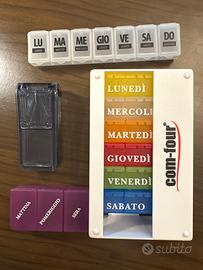 LU MA ME GIO VE SA DO
LUNEDÌ
MERCOLE
MARTEDÌ
GIOVEDÌ
VENERDÌ
SABATO
com-four®
MATTINA
POMERIGGIO
SERA
subito